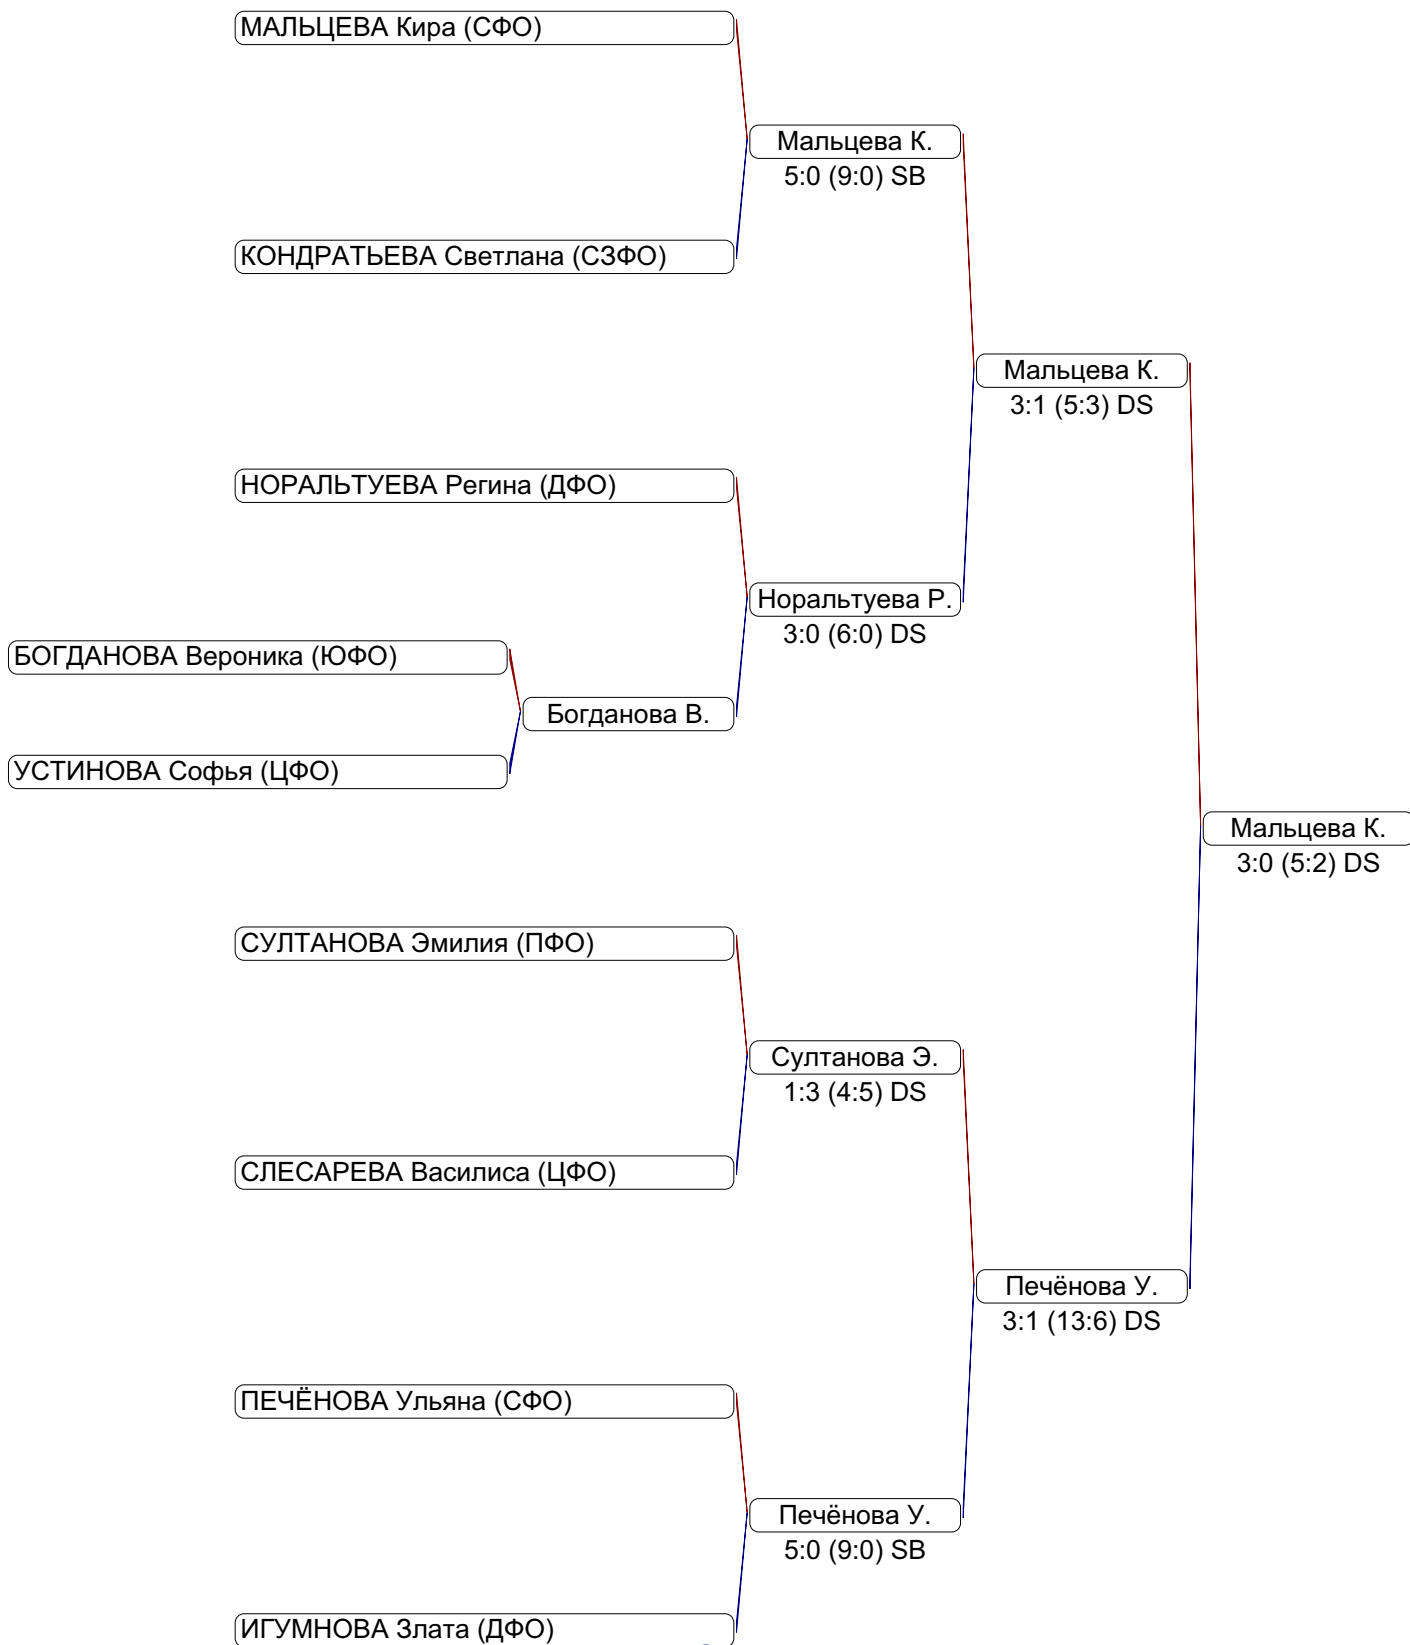 МАЛЬЦЕВА Кира (СФО)
Мальцева К.
5:0 (9:0) SB
КОНДРАТЬЕВА Светлана (СЗФО)
Мальцева К.
3:1 (5:3) DS
НОРАЛЬТУЕВА Регина (ДФО)
Норальтуева Р.
3:0 (6:0) DS
БОГДАНОВА Вероника (ЮФО)
Богданова В.
УСТИНОВА Софья (ЦФО)
Мальцева К.
3:0 (5:2) DS
СУЛТАНОВА Эмилия (ПФО)
Султанова Э.
1:3 (4:5) DS
СЛЕСАРЕВА Василиса (ЦФО)
Печёнова У.
3:1 (13:6) DS
ПЕЧЁНОВА Ульяна (СФО)
Печёнова У.
5:0 (9:0) SB
ИГУМНОВА Злата (ДФО)